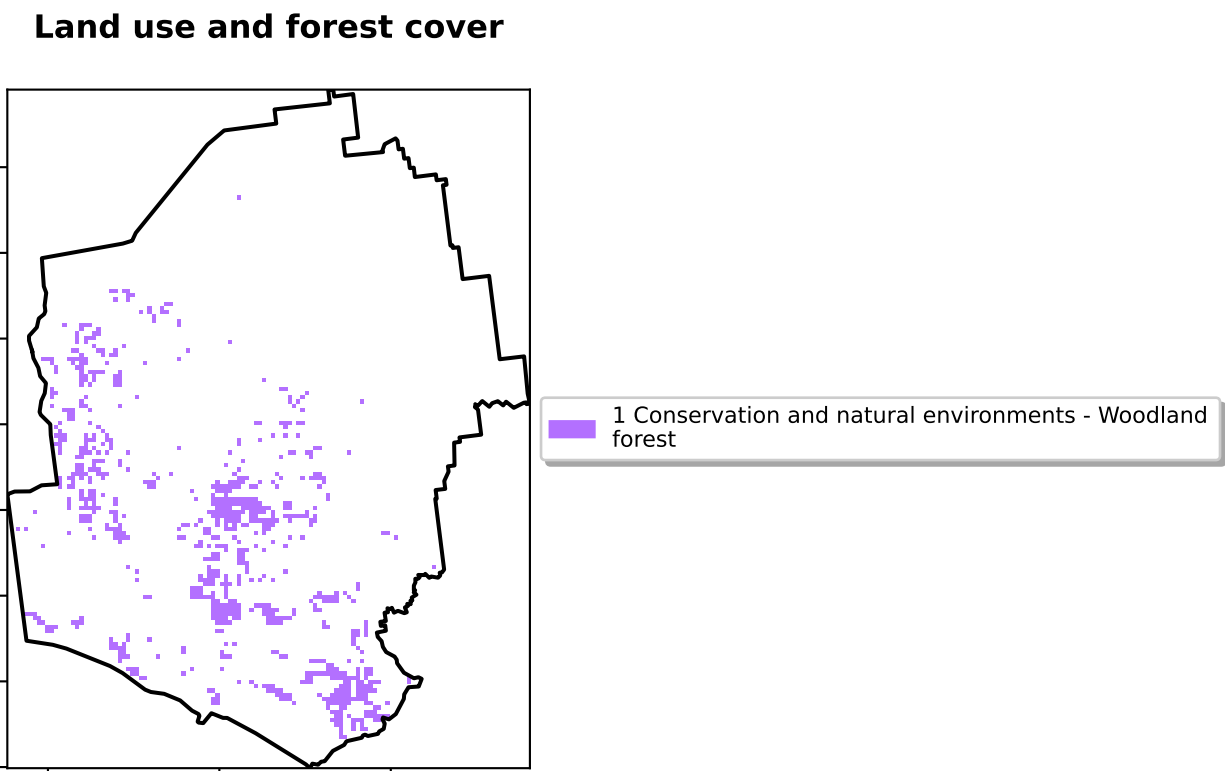 Land use and forest cover
1 Conservation and natural environments - Woodland
forest